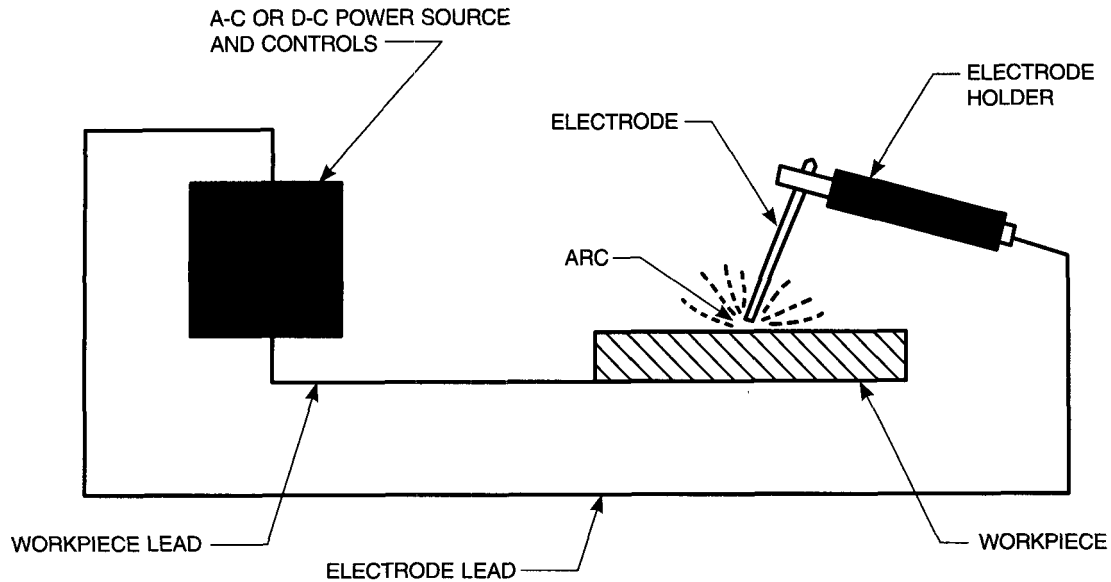 A-C OR D-C POWER SOURCE
AND CONTROLS
ELECTRODE
HOLDER
ELECTRODE
ARC
WORKPIECE LEAD
WORKPIECE
ELECTRODE LEAD